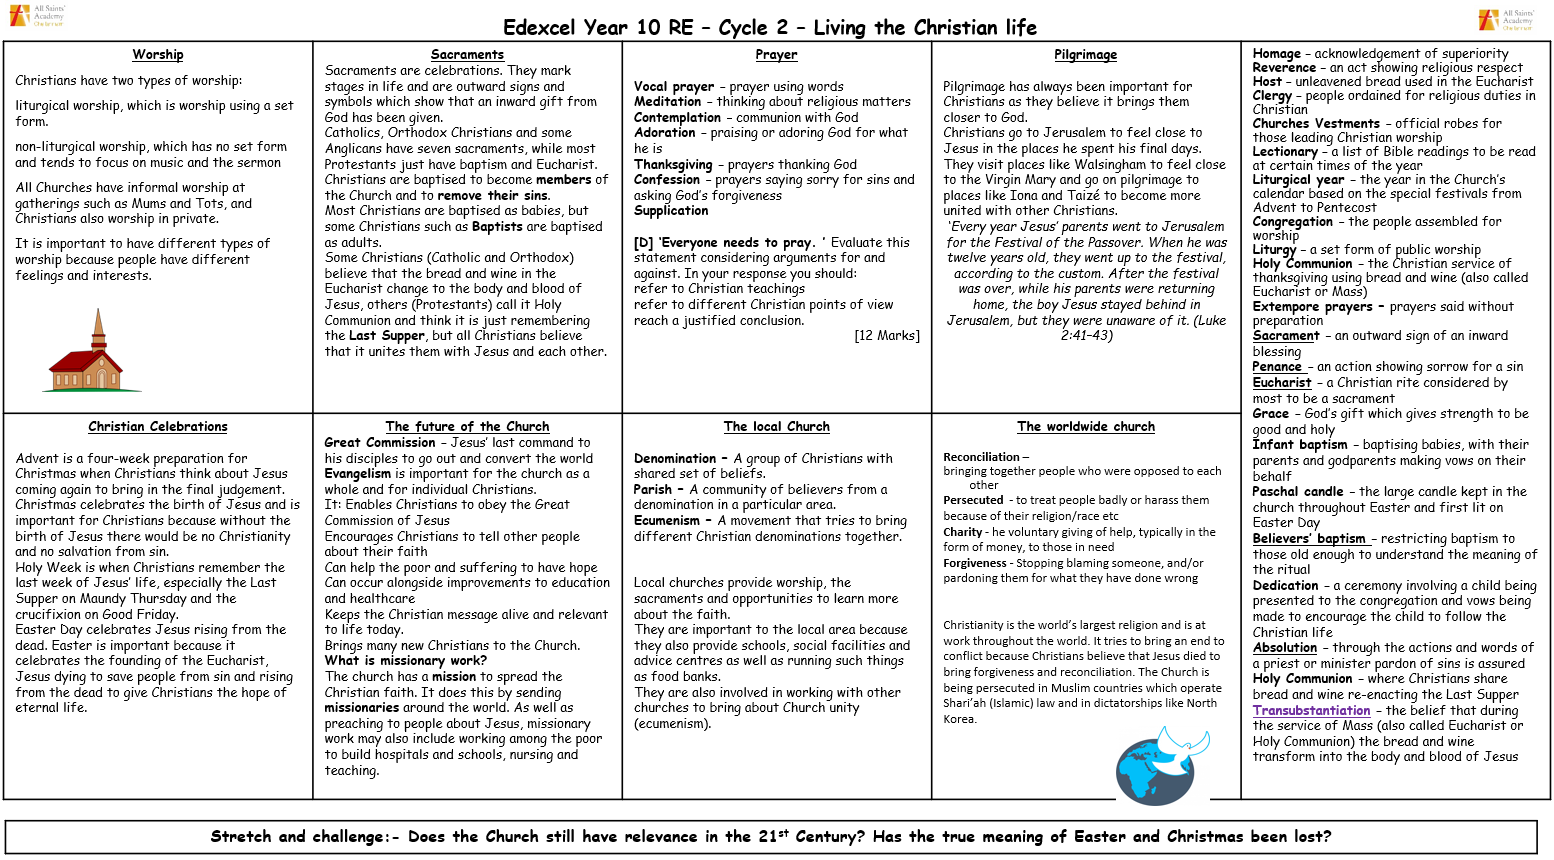 All Saints'
Academy
Cheltenham
Edexcel Year 10 RE – Cycle 2 – Living the Christian life
All Saints'
Academy
Cheltenham
Worship
Christians have two types of worship:
liturgical worship, which is worship using a set
form.
non-liturgical worship, which has no set form
and tends to focus on music and the sermon
All Churches have informal worship at
gatherings such as Mums and Tots, and
Christians also worship in private.
It is important to have different types of
worship because people have different
feelings and interests.
Sacraments
Sacraments are celebrations. They mark
stages in life and are outward signs and
symbols which show that an inward gift from
God has been given.
Catholics, Orthodox Christians and some
Anglicans have seven sacraments, while most
Protestants just have baptism and Eucharist.
Christians are baptised to become members of
the Church and to remove their sins.
Most Christians are baptised as babies, but
some Christians such as Baptists are baptised
as adults.
Some Christians (Catholic and Orthodox)
believe that the bread and wine in the
Eucharist change to the body and blood of
Jesus, others (Protestants) call it Holy
Communion and think it is just remembering
the Last Supper, but all Christians believe
that it unites them with Jesus and each other.
Prayer
Vocal prayer – prayer using words
Meditation – thinking about religious matters
Contemplation – communion with God
Adoration – praising or adoring God for what
he is
Thanksgiving – prayers thanking God
Confession – prayers saying sorry for sins and
asking God's forgiveness
Supplication
[D] 'Everyone needs to pray. ' Evaluate this
statement considering arguments for and
against. In your response you should:
refer to Christian teachings
refer to different Christian points of view
reach a justified conclusion.
[12 Marks]
Pilgrimage
Pilgrimage has always been important for
Christians as they believe it brings them
closer to God.
Christians go to Jerusalem to feel close to
Jesus in the places he spent his final days.
They visit places like Walsingham to feel close
to the Virgin Mary and go on pilgrimage to
places like Iona and Taizé to become more
united with other Christians.
'Every year Jesus' parents went to Jerusalem
for the Festival of the Passover. When he was
twelve years old, they went up to the festival,
according to the custom. After the festival
was over, while his parents were returning
home, the boy Jesus stayed behind in
Jerusalem, but they were unaware of it. (Luke
2:41–43)
Homage – acknowledgement of superiority
Reverence – an act showing religious respect
Host – unleavened bread used in the Eucharist
Clergy – people ordained for religious duties in
Christian
Churches Vestments – official robes for
those leading Christian worship
Lectionary – a list of Bible readings to be read
at certain times of the year
Liturgical year – the year in the Church's
calendar based on the special festivals from
Advent to Pentecost
Congregation – the people assembled for
worship
Liturgy – a set form of public worship
Holy Communion – the Christian service of
thanksgiving using bread and wine (also called
Eucharist or Mass)
Extempore prayers – prayers said without
preparation
Sacrament – an outward sign of an inward
blessing
Penance – an action showing sorrow for a sin
Eucharist – a Christian rite considered by
most to be a sacrament
Grace – God's gift which gives strength to be
good and holy
Infant baptism – baptising babies, with their
parents and godparents making vows on their
behalf
Paschal candle – the large candle kept in the
church throughout Easter and first lit on
Easter Day
Believers' baptism – restricting baptism to
those old enough to understand the meaning of
the ritual
Dedication – a ceremony involving a child being
presented to the congregation and vows being
made to encourage the child to follow the
Christian life
Absolution – through the actions and words of
a priest or minister pardon of sins is assured
Holy Communion – where Christians share
bread and wine re-enacting the Last Supper
Transubstantiation – the belief that during
the service of Mass (also called Eucharist or
Holy Communion) the bread and wine
transform into the body and blood of Jesus
Christian Celebrations
Advent is a four-week preparation for
Christmas when Christians think about Jesus
coming again to bring in the final judgement.
Christmas celebrates the birth of Jesus and is
important for Christians because without the
birth of Jesus there would be no Christianity
and no salvation from sin.
Holy Week is when Christians remember the
last week of Jesus' life, especially the Last
Supper on Maundy Thursday and the
crucifixion on Good Friday.
Easter Day celebrates Jesus rising from the
dead. Easter is important because it
celebrates the founding of the Eucharist,
Jesus dying to save people from sin and rising
from the dead to give Christians the hope of
eternal life.
The future of the Church
Great Commission – Jesus' last command to
his disciples to go out and convert the world
Evangelism is important for the church as a
whole and for individual Christians.
It: Enables Christians to obey the Great
Commission of Jesus
Encourages Christians to tell other people
about their faith
Can help the poor and suffering to have hope
Can occur alongside improvements to education
and healthcare
Keeps the Christian message alive and relevant
to life today.
Brings many new Christians to the Church.
What is missionary work?
The church has a mission to spread the
Christian faith. It does this by sending
missionaries around the world. As well as
preaching to people about Jesus, missionary
work may also include working among the poor
to build hospitals and schools, nursing and
teaching.
The local Church
Denomination – A group of Christians with
shared set of beliefs.
Parish – A community of believers from a
denomination in a particular area.
Ecumenism – A movement that tries to bring
different Christian denominations together.
Local churches provide worship, the
sacraments and opportunities to learn more
about the faith.
They are important to the local area because
they also provide schools, social facilities and
advice centres as well as running such things
as food banks.
They are also involved in working with other
churches to bring about Church unity
(ecumenism).
The worldwide church
Reconciliation –
bringing together people who were opposed to each
other
Persecuted - to treat people badly or harass them
because of their religion/race etc
Charity - he voluntary giving of help, typically in the
form of money, to those in need
Forgiveness - Stopping blaming someone, and/or
pardoning them for what they have done wrong
Christianity is the world's largest religion and is at
work throughout the world. It tries to bring an end to
conflict because Christians believe that Jesus died to
bring forgiveness and reconciliation. The Church is
being persecuted in Muslim countries which operate
Shari'ah (Islamic) law and in dictatorships like North
Korea.
Stretch and challenge:- Does the Church still have relevance in the 21st Century? Has the true meaning of Easter and Christmas been lost?